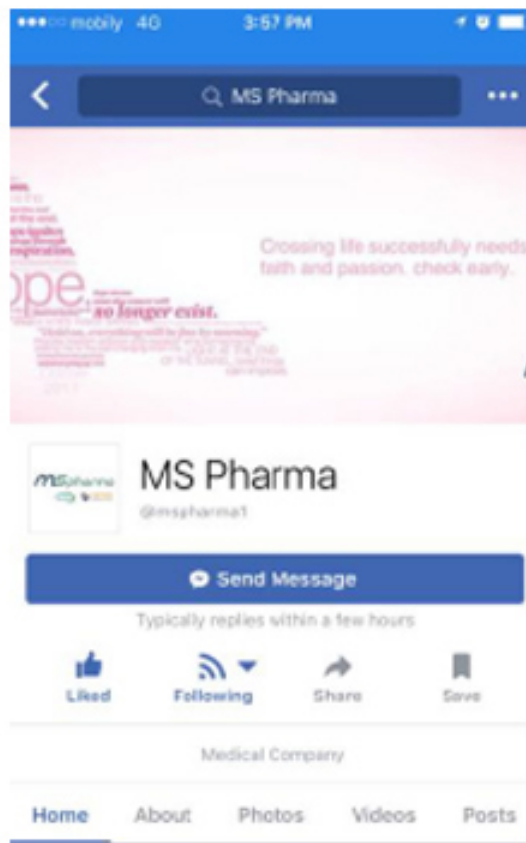 mobily 4G 3:57 PM
MS Pharma
Crossing life successfully needs
faith and passion. check early.
no longer exist.
MSpharma
MS Pharma
@mspharma1
Send Message
Typically replies within a few hours
Liked Following Share Save
Medical Company
Home About Photos Videos Posts